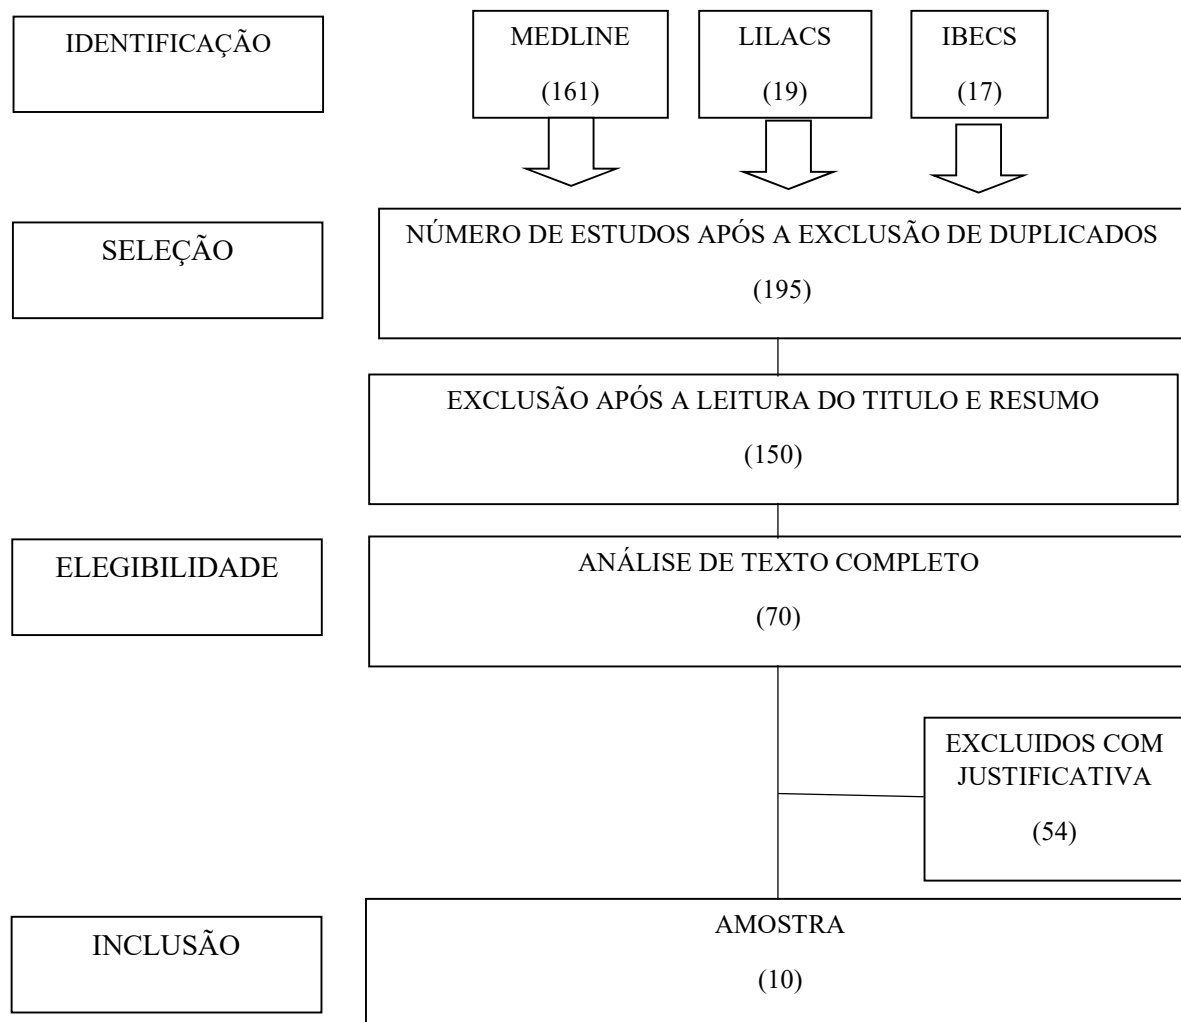 IDENTIFICAÇÃO
MEDLINE
(161)
LILACS
(19)
IBECS
(17)
SELEÇÃO
NÚMERO DE ESTUDOS APÓS A EXCLUSÃO DE DUPLICADOS
(195)
EXCLUSÃO APÓS A LEITURA DO TITULO E RESUMO
(150)
ELEGIBILIDADE
ANÁLISE DE TEXTO COMPLETO
(70)
EXCLUIDOS COM
JUSTIFICATIVA
(54)
INCLUSÃO
AMOSTRA
(10)